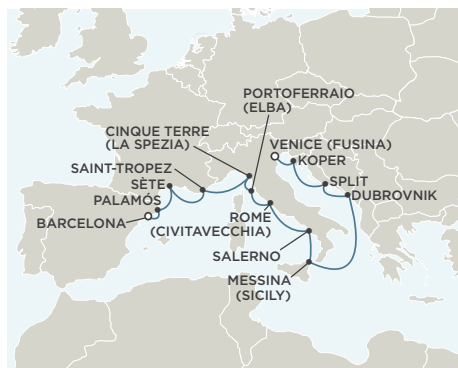 PORTOFERRAIO
(ELBA)
CINQUE TERRE
(LA SPEZIA)
VENICE (FUSINA)
KOPER
SAINT-TROPEZ
SPLIT
SÈTE
DUBROVNIK
PALAMÓS
BARCELONA
ROME
(CIVITAVECCHIA)
SALERNO
MESSINA
(SICILY)